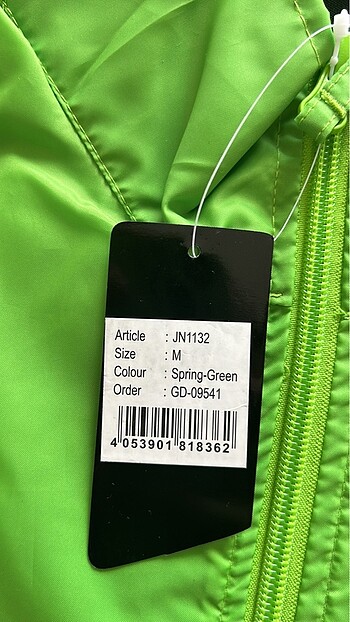 Article : JN1132
Size : M
Colour : Spring-Green
Order : GD-09541
4 053901 818362